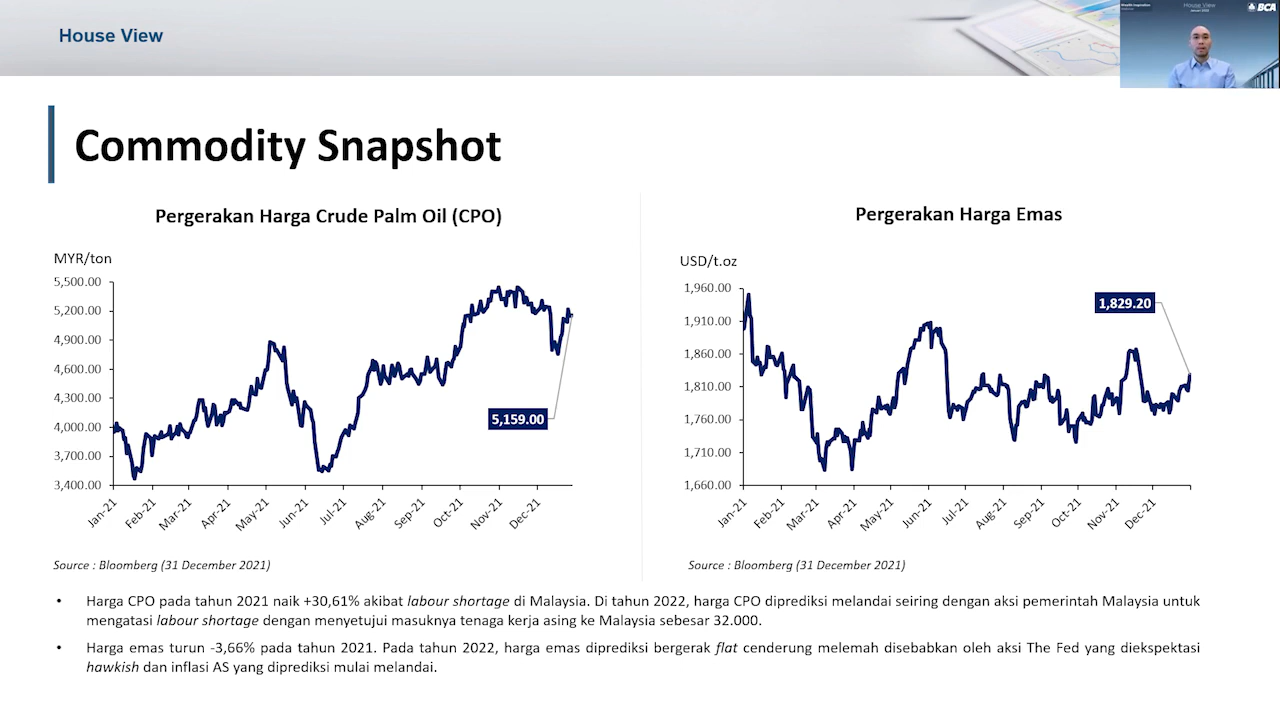 House View
House View
Januari 2022
BCA
Commodity Snapshot
Pergerakan Harga Crude Palm Oil (CPO)
MYR/ton
5,500.00
5,200.00
4,900.00
4,600.00
4,300.00
4,000.00
3,700.00
3,400.00
5,159.00
Jan-21
Feb-21
Mar-21
Apr-21
May-21
Jun-21
Jul-21
Aug-21
Sep-21
Oct-21
Nov-21
Dec-21
Source : Bloomberg (31 December 2021)
Pergerakan Harga Emas
USD/t.oz
1,960.00
1,910.00
1,860.00
1,810.00
1,760.00
1,710.00
1,660.00
1,829.20
Jan-21
Feb-21
Mar-21
Apr-21
May-21
Jun-21
Jul-21
Aug-21
Sep-21
Oct-21
Nov-21
Dec-21
Source : Bloomberg (31 December 2021)
• Harga CPO pada tahun 2021 naik +30,61% akibat labour shortage di Malaysia. Di tahun 2022, harga CPO diprediksi melandai seiring dengan aksi pemerintah Malaysia untuk
mengatasi labour shortage dengan menyetujui masuknya tenaga kerja asing ke Malaysia sebesar 32.000.
• Harga emas turun -3,66% pada tahun 2021. Pada tahun 2022, harga emas diprediksi bergerak flat cenderung melemah disebabkan oleh aksi The Fed yang diekspektasi
hawkish dan inflasi AS yang diprediksi mulai melandai.